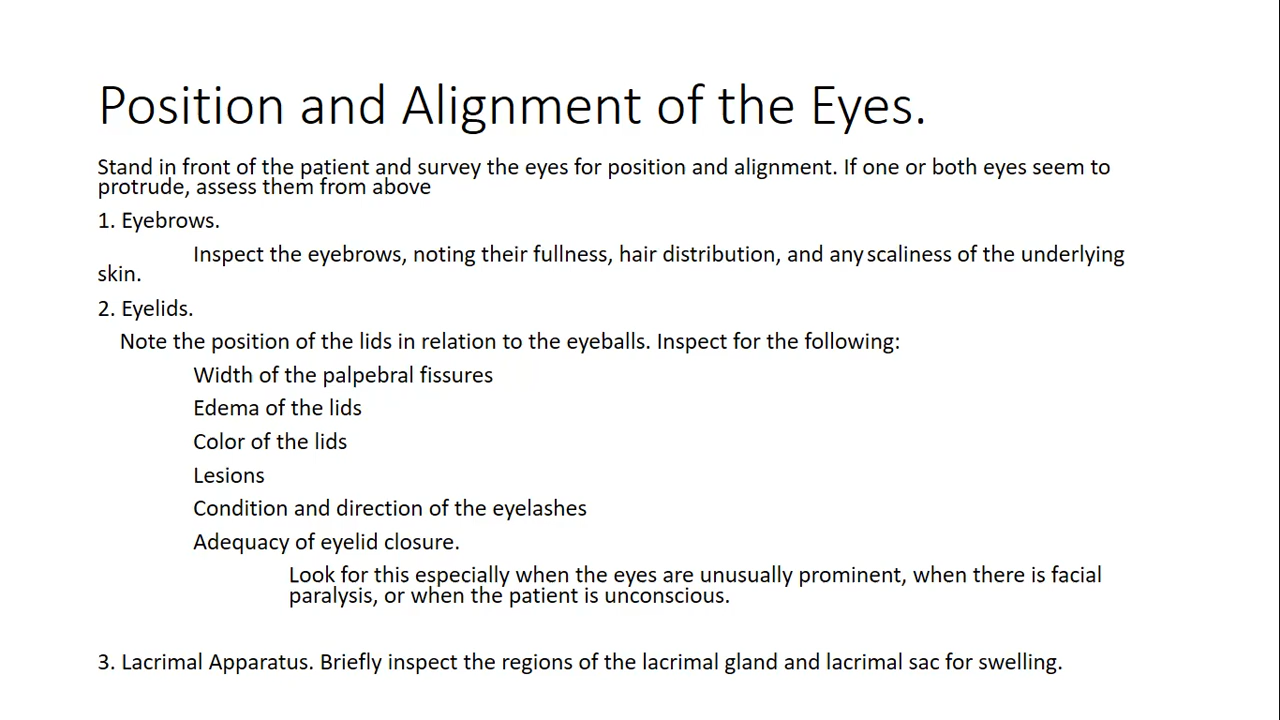 Position and Alignment of the Eyes.
Stand in front of the patient and survey the eyes for position and alignment. If one or both eyes seem to
protrude, assess them from above
1. Eyebrows.
Inspect the eyebrows, noting their fullness, hair distribution, and any scaliness of the underlying
skin.
2. Eyelids.
Note the position of the lids in relation to the eyeballs. Inspect for the following:
Width of the palpebral fissures
Edema of the lids
Color of the lids
Lesions
Condition and direction of the eyelashes
Adequacy of eyelid closure.
Look for this especially when the eyes are unusually prominent, when there is facial
paralysis, or when the patient is unconscious.
3. Lacrimal Apparatus. Briefly inspect the regions of the lacrimal gland and lacrimal sac for swelling.